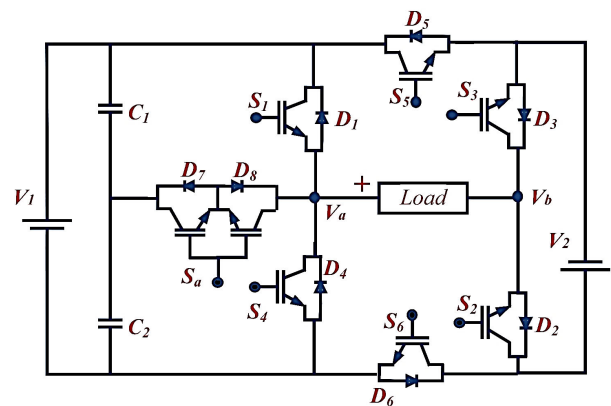 D5
S1
S5
S3
C1
D1
D3
D7
D8
V1
+
Load
Va
Vb
V2
Sa
D4
S4
S6
S2
C2
D2
D6